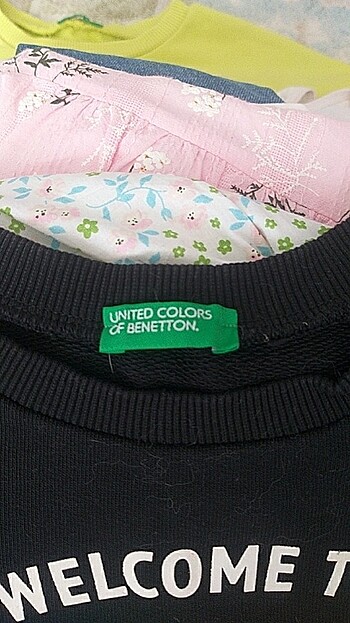 UNITED COLORS
OF BENETTON.
WELCOME T